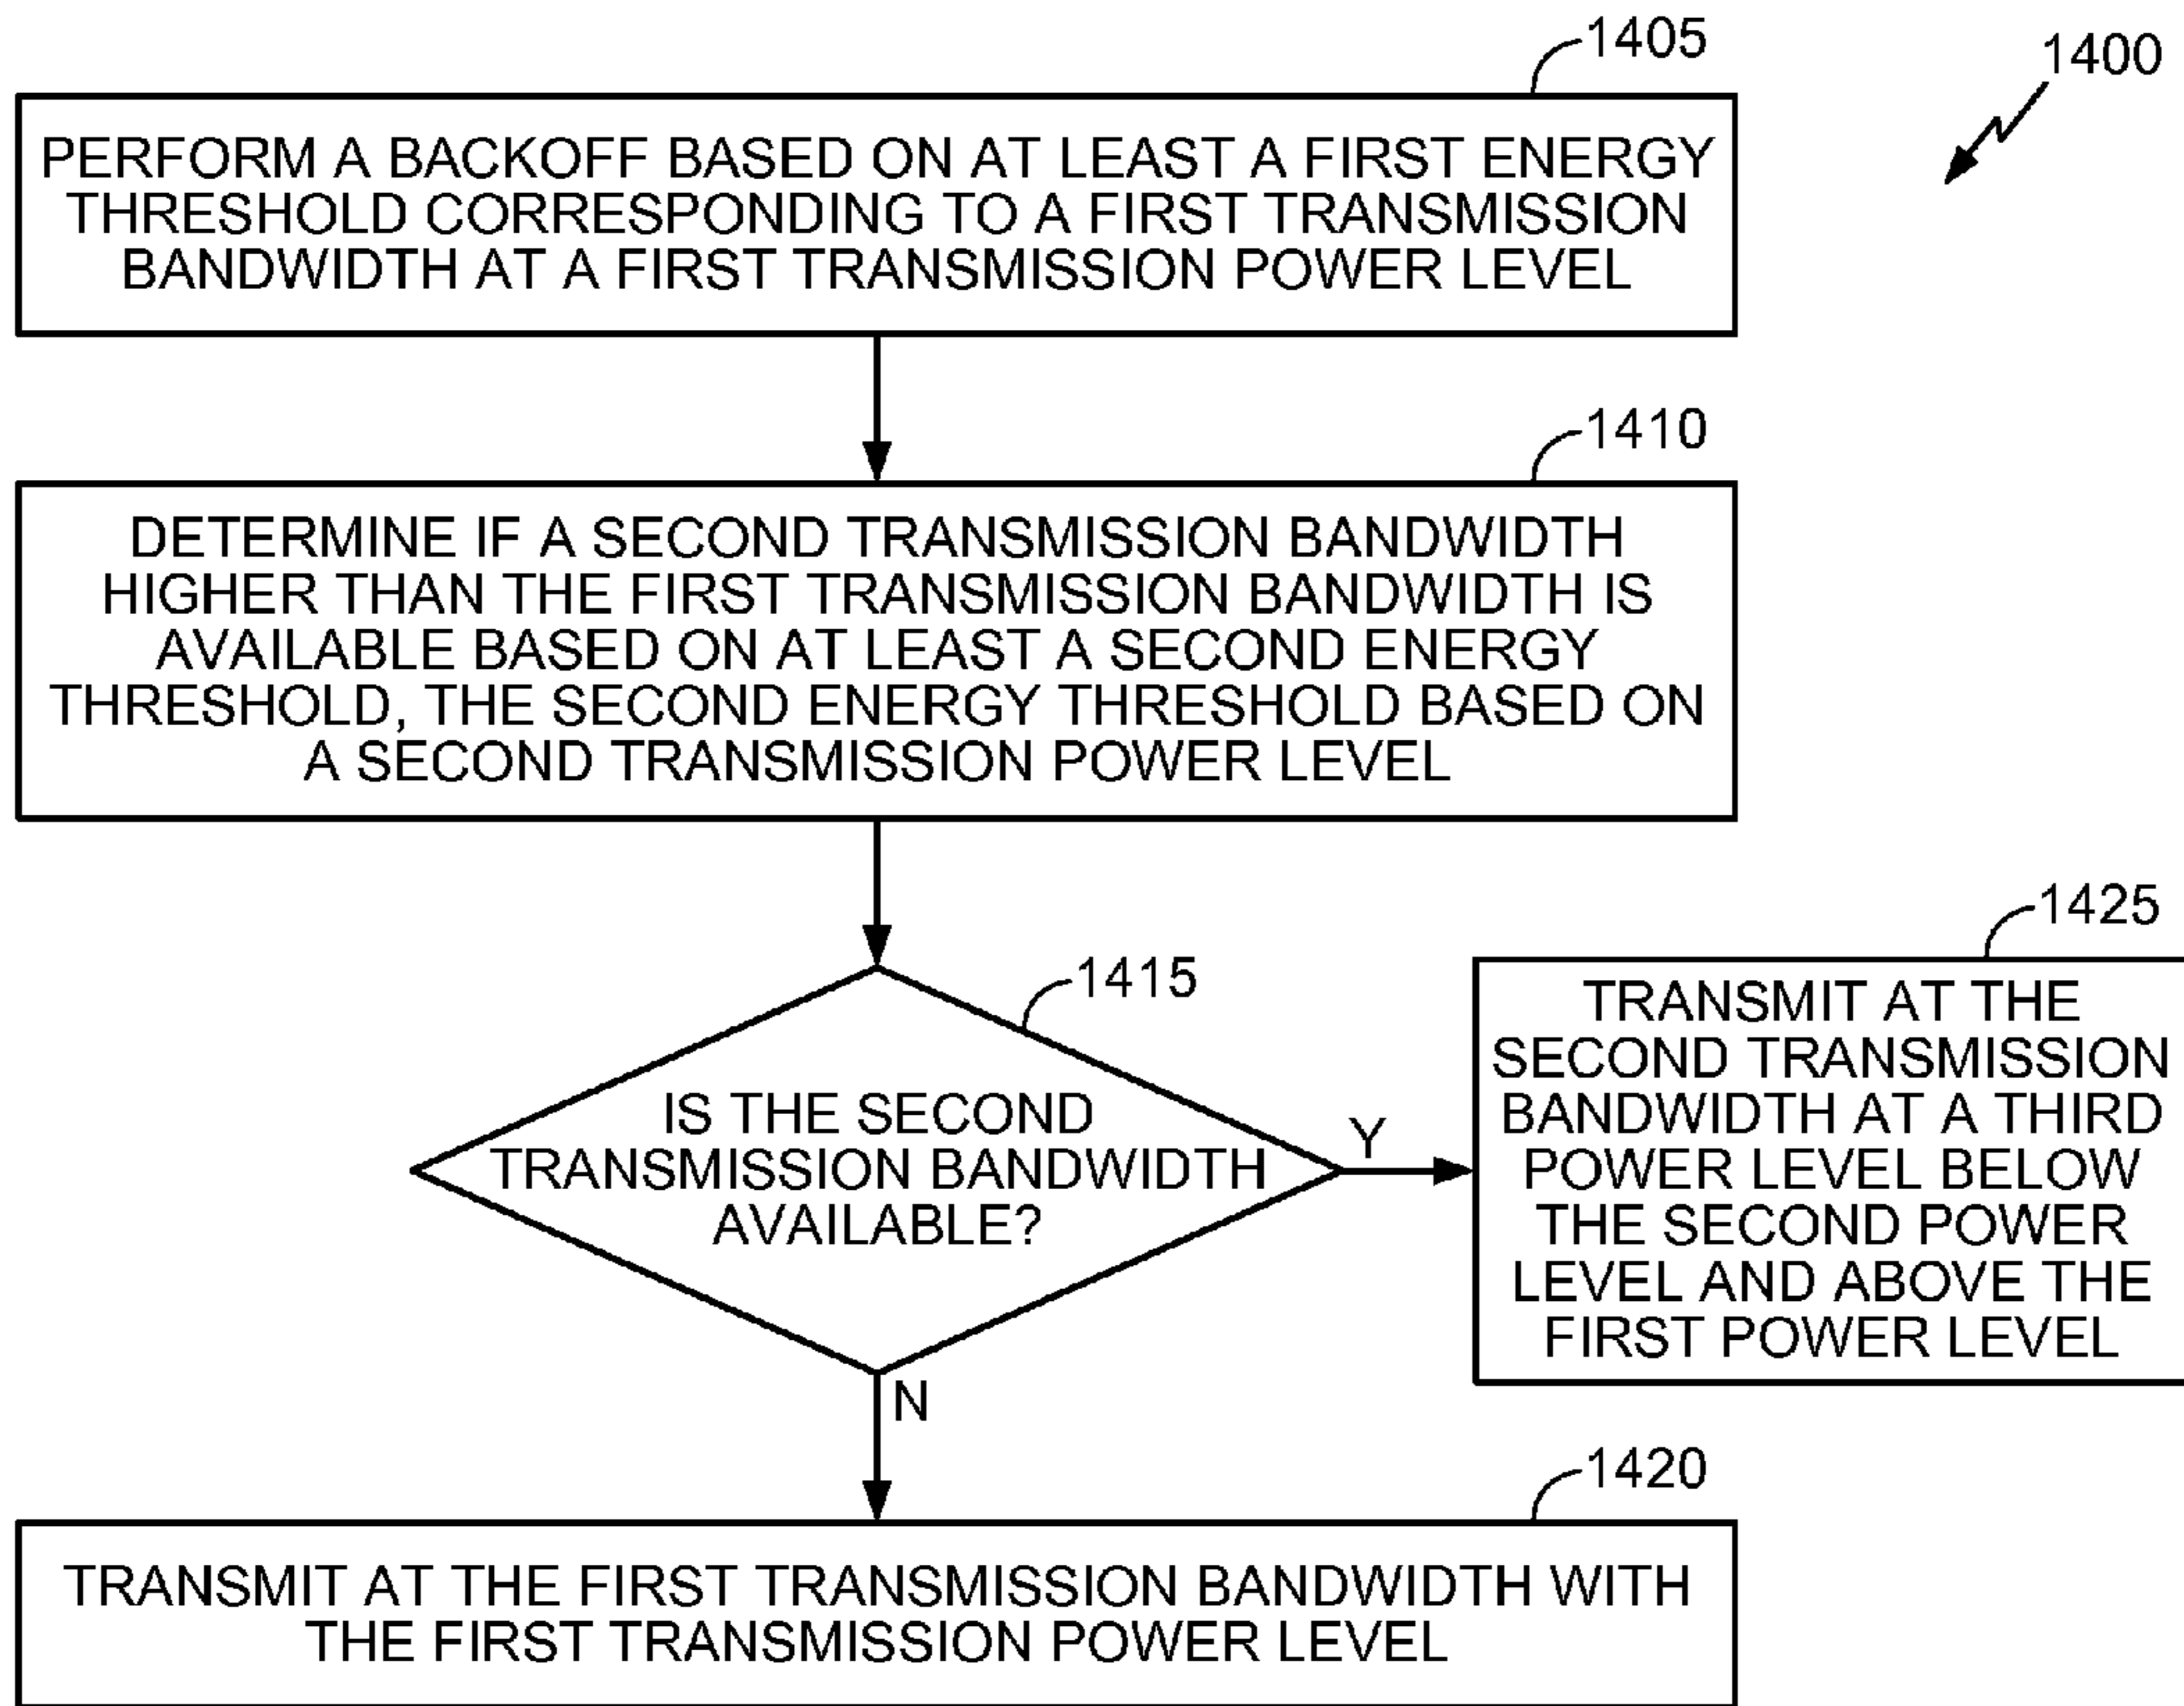 1405
1400
PERFORM A BACKOFF BASED ON AT LEAST A FIRST ENERGY
THRESHOLD CORRESPONDING TO A FIRST TRANSMISSION
BANDWIDTH AT A FIRST TRANSMISSION POWER LEVEL
1410
DETERMINE IF A SECOND TRANSMISSION BANDWIDTH
HIGHER THAN THE FIRST TRANSMISSION BANDWIDTH IS
AVAILABLE BASED ON AT LEAST A SECOND ENERGY
THRESHOLD, THE SECOND ENERGY THRESHOLD BASED ON
A SECOND TRANSMISSION POWER LEVEL
1415
IS THE SECOND
TRANSMISSION BANDWIDTH
AVAILABLE?
Y
1425
TRANSMIT AT THE
SECOND TRANSMISSION
BANDWIDTH AT A THIRD
POWER LEVEL BELOW
THE SECOND POWER
LEVEL AND ABOVE THE
FIRST POWER LEVEL
N
1420
TRANSMIT AT THE FIRST TRANSMISSION BANDWIDTH WITH
THE FIRST TRANSMISSION POWER LEVEL